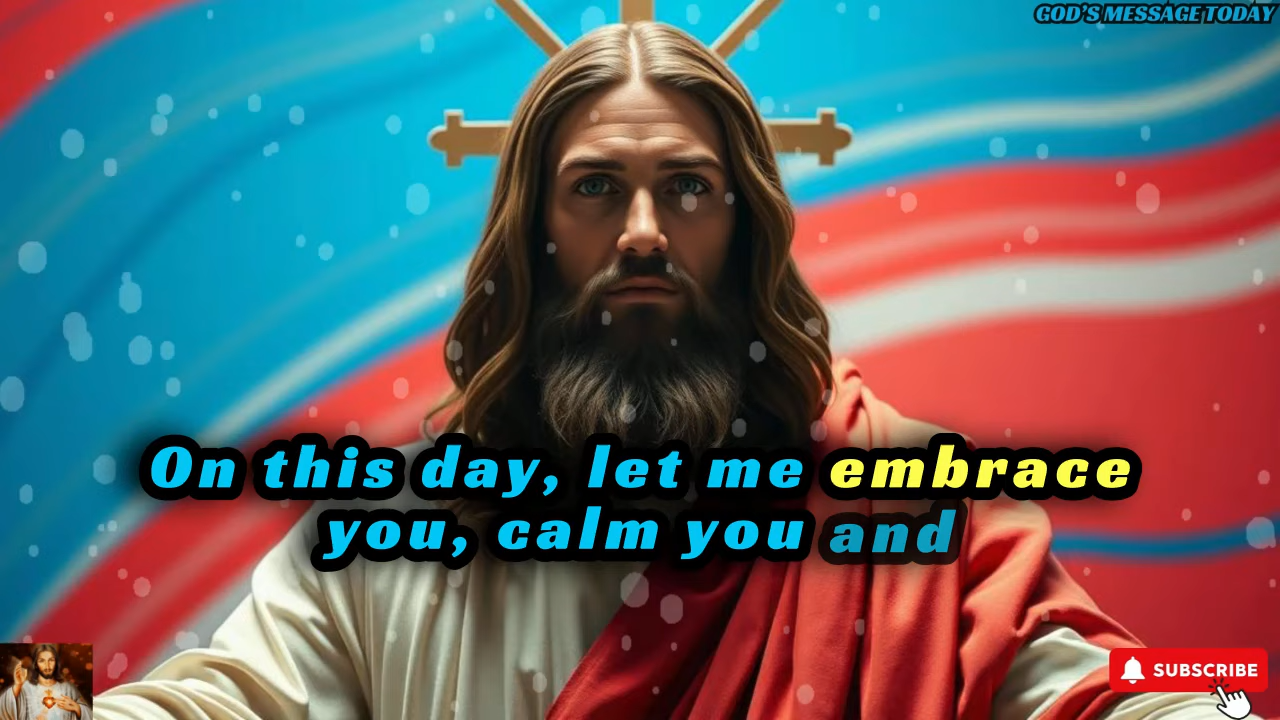 GOD'S MESSAGE TODAY
On this day, let me embrace
you, calm you and
SUBSCRIBE